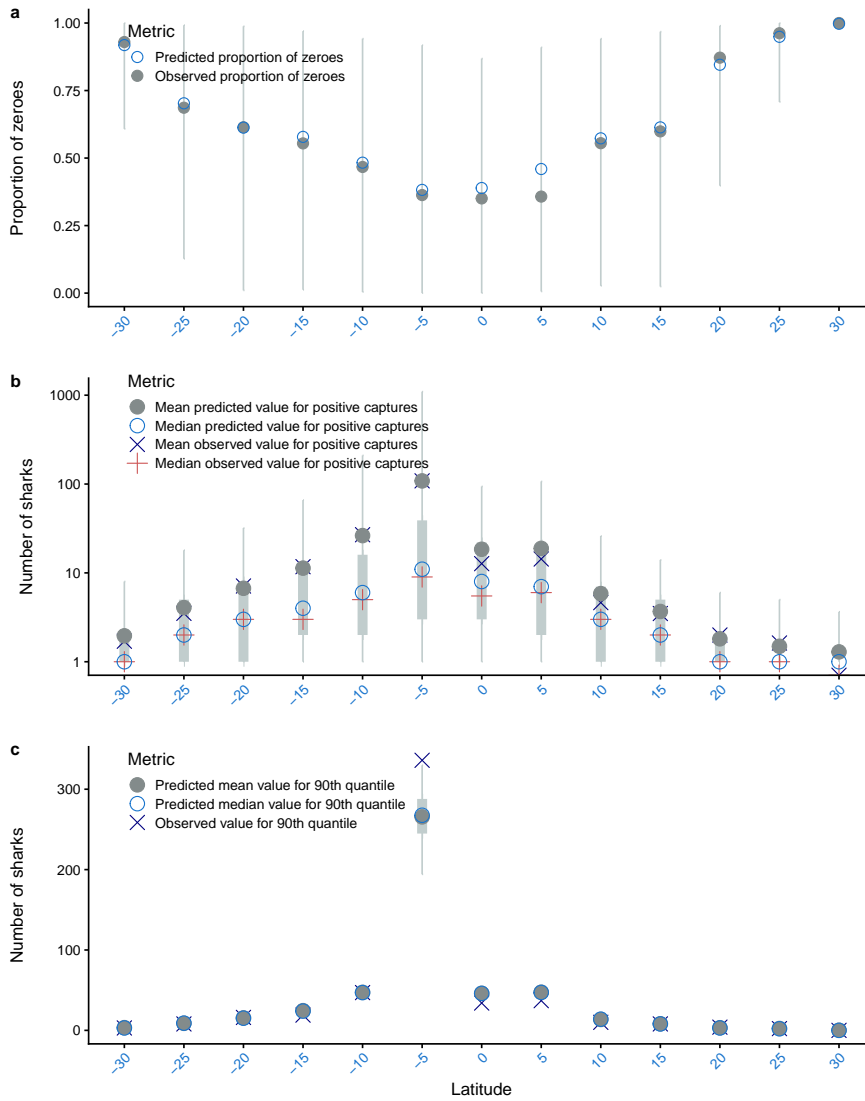 a
Metric
Predicted proportion of zeroes
Observed proportion of zeroes
Proportion of zeroes
1.00
0.75
0.50
0.25
0.00
−30 −25 −20 −15 −10 −5 0 5 10 15 20 25 30
b
Metric
Mean predicted value for positive captures
Median predicted value for positive captures
Mean observed value for positive captures
Median observed value for positive captures
Number of sharks
1000
100
10
1
−30 −25 −20 −15 −10 −5 0 5 10 15 20 25 30
c
Metric
Predicted mean value for 90th quantile
Predicted median value for 90th quantile
Observed value for 90th quantile
Number of sharks
300
200
100
0
−30 −25 −20 −15 −10 −5 0 5 10 15 20 25 30
Latitude